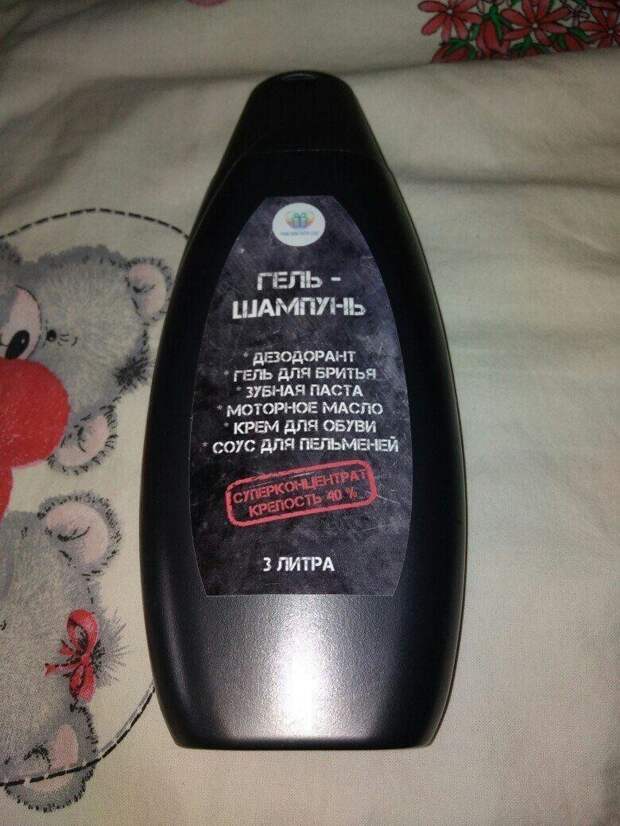 ГЕЛЬ -
ШАМПУНЬ
* ДЕЗОДОРАНТ
* ГЕЛЬ ДЛЯ БРИТЬЯ
* ЗУБНАЯ ПАСТА
* МОТОРНОЕ МАСЛО
* КРЕМ ДЛЯ ОБУВИ
* СОУС ДЛЯ ПЕЛЬМЕНЕЙ
СУПЕРКОНЦЕНТРАТ
КРЕПОСТЬ 40 %
3 ЛИТРА